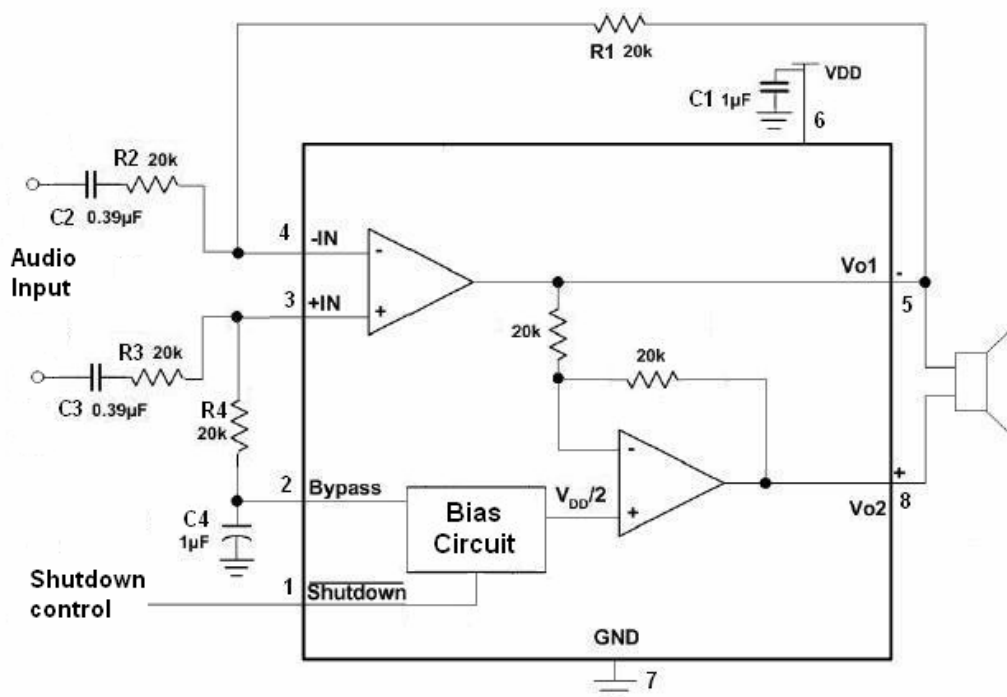 R1 20k
VDD
C1 1µF
6
R2 20k
C2 0.39µF
4
-IN
-
Vo1
-
5
Audio
Input
3
+IN
+
20k
20k
R3 20k
C3 0.39µF
R4
20k
2
Bypass
-
VDD/2
+
+
8
Vo2
C4
1µF
Bias
Circuit
Shutdown
control
1
Shutdown
GND
7